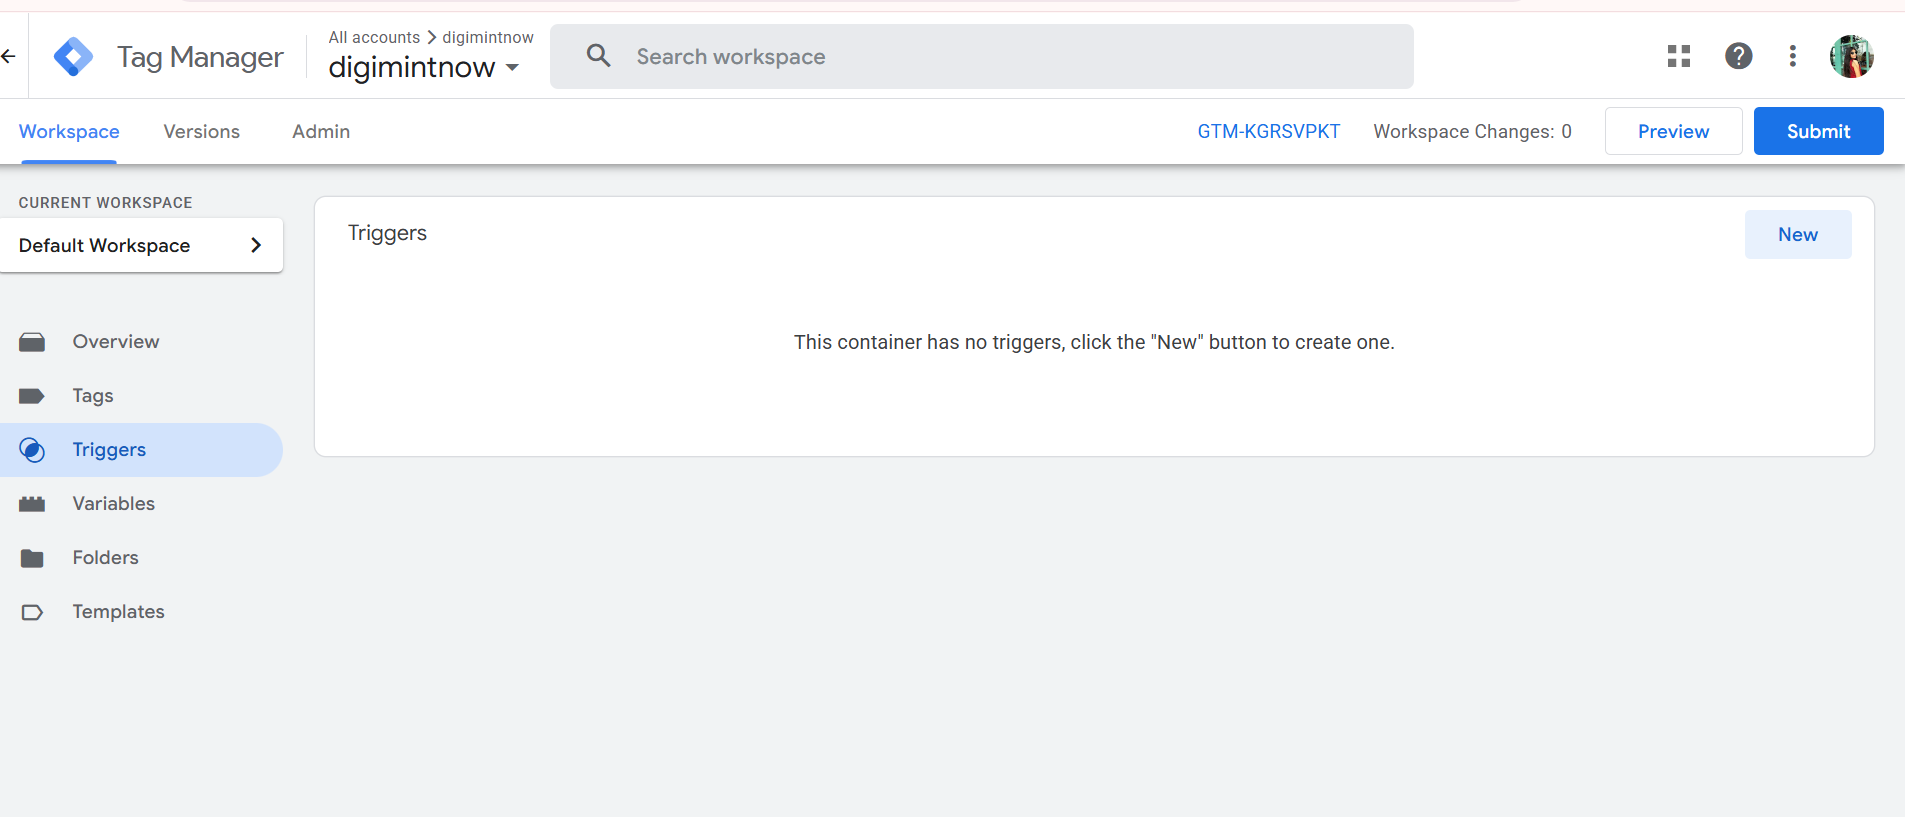 Tag Manager
All accounts > digimintnow
digimintnow
Search workspace
Workspace Versions Admin
GTM-KGRSVPKT Workspace Changes: 0 Preview Submit
CURRENT WORKSPACE
Default Workspace
Overview
Tags
Triggers
Variables
Folders
Templates
Triggers
New
This container has no triggers, click the "New" button to create one.